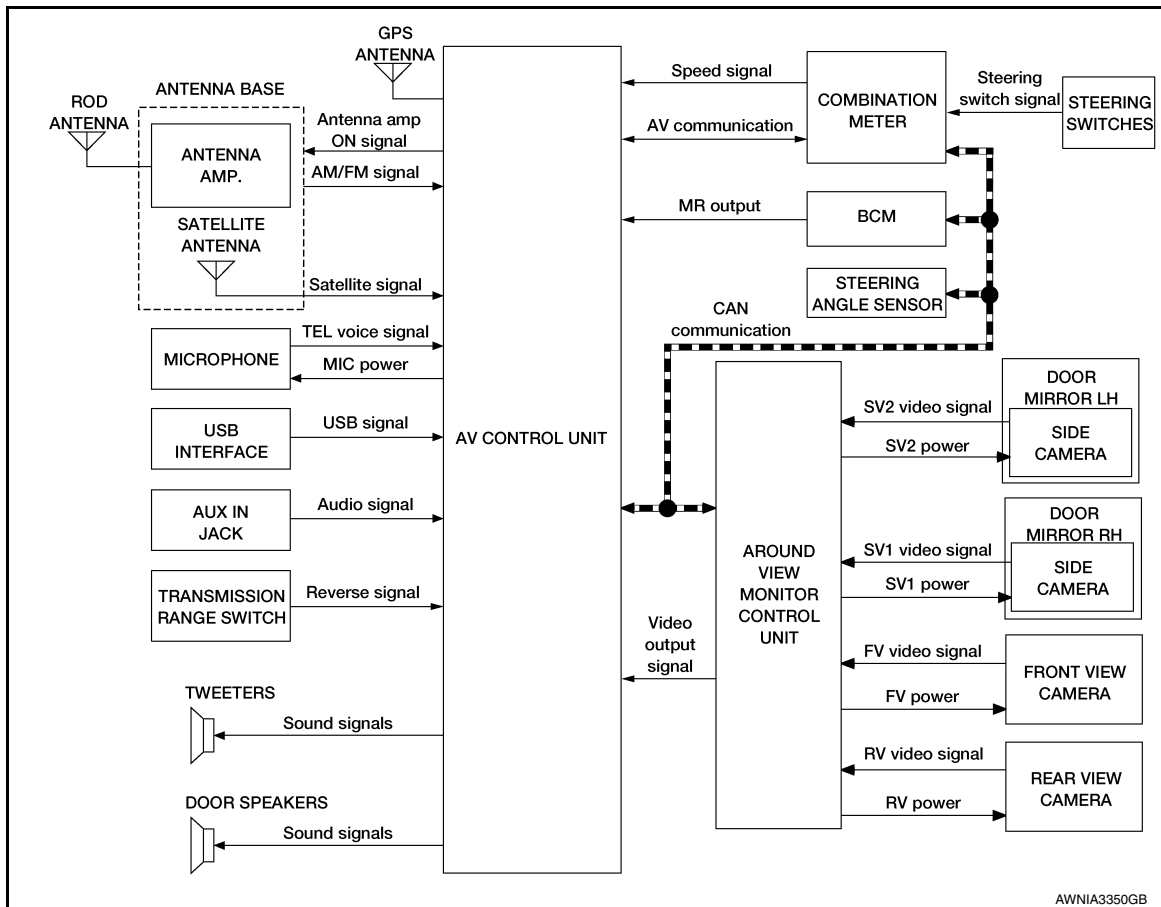 GPS
ANTENNA
ANTENNA BASE
ROD
ANTENNA
ANTENNA
AMP.
Antenna amp
ON signal
AM/FM signal
SATELLITE
ANTENNA
Satellite signal
MICROPHONE
TEL voice signal
MIC power
USB
INTERFACE
USB signal
AUX IN
JACK
Audio signal
TRANSMISSION
RANGE SWITCH
Reverse signal
TWEETERS
Sound signals
DOOR SPEAKERS
Sound signals
AV CONTROL UNIT
Speed signal
AV communication
COMBINATION
METER
Steering
switch signal
STEERING
SWITCHES
MR output
BCM
STEERING
ANGLE SENSOR
CAN
communication
AROUND
VIEW
MONITOR
CONTROL
UNIT
Video
output
signal
DOOR
MIRROR LH
SIDE
CAMERA
SV2 video signal
SV2 power
DOOR
MIRROR RH
SIDE
CAMERA
SV1 video signal
SV1 power
FV video signal
FV power
FRONT VIEW
CAMERA
RV video signal
RV power
REAR VIEW
CAMERA
AWNIA3350GB